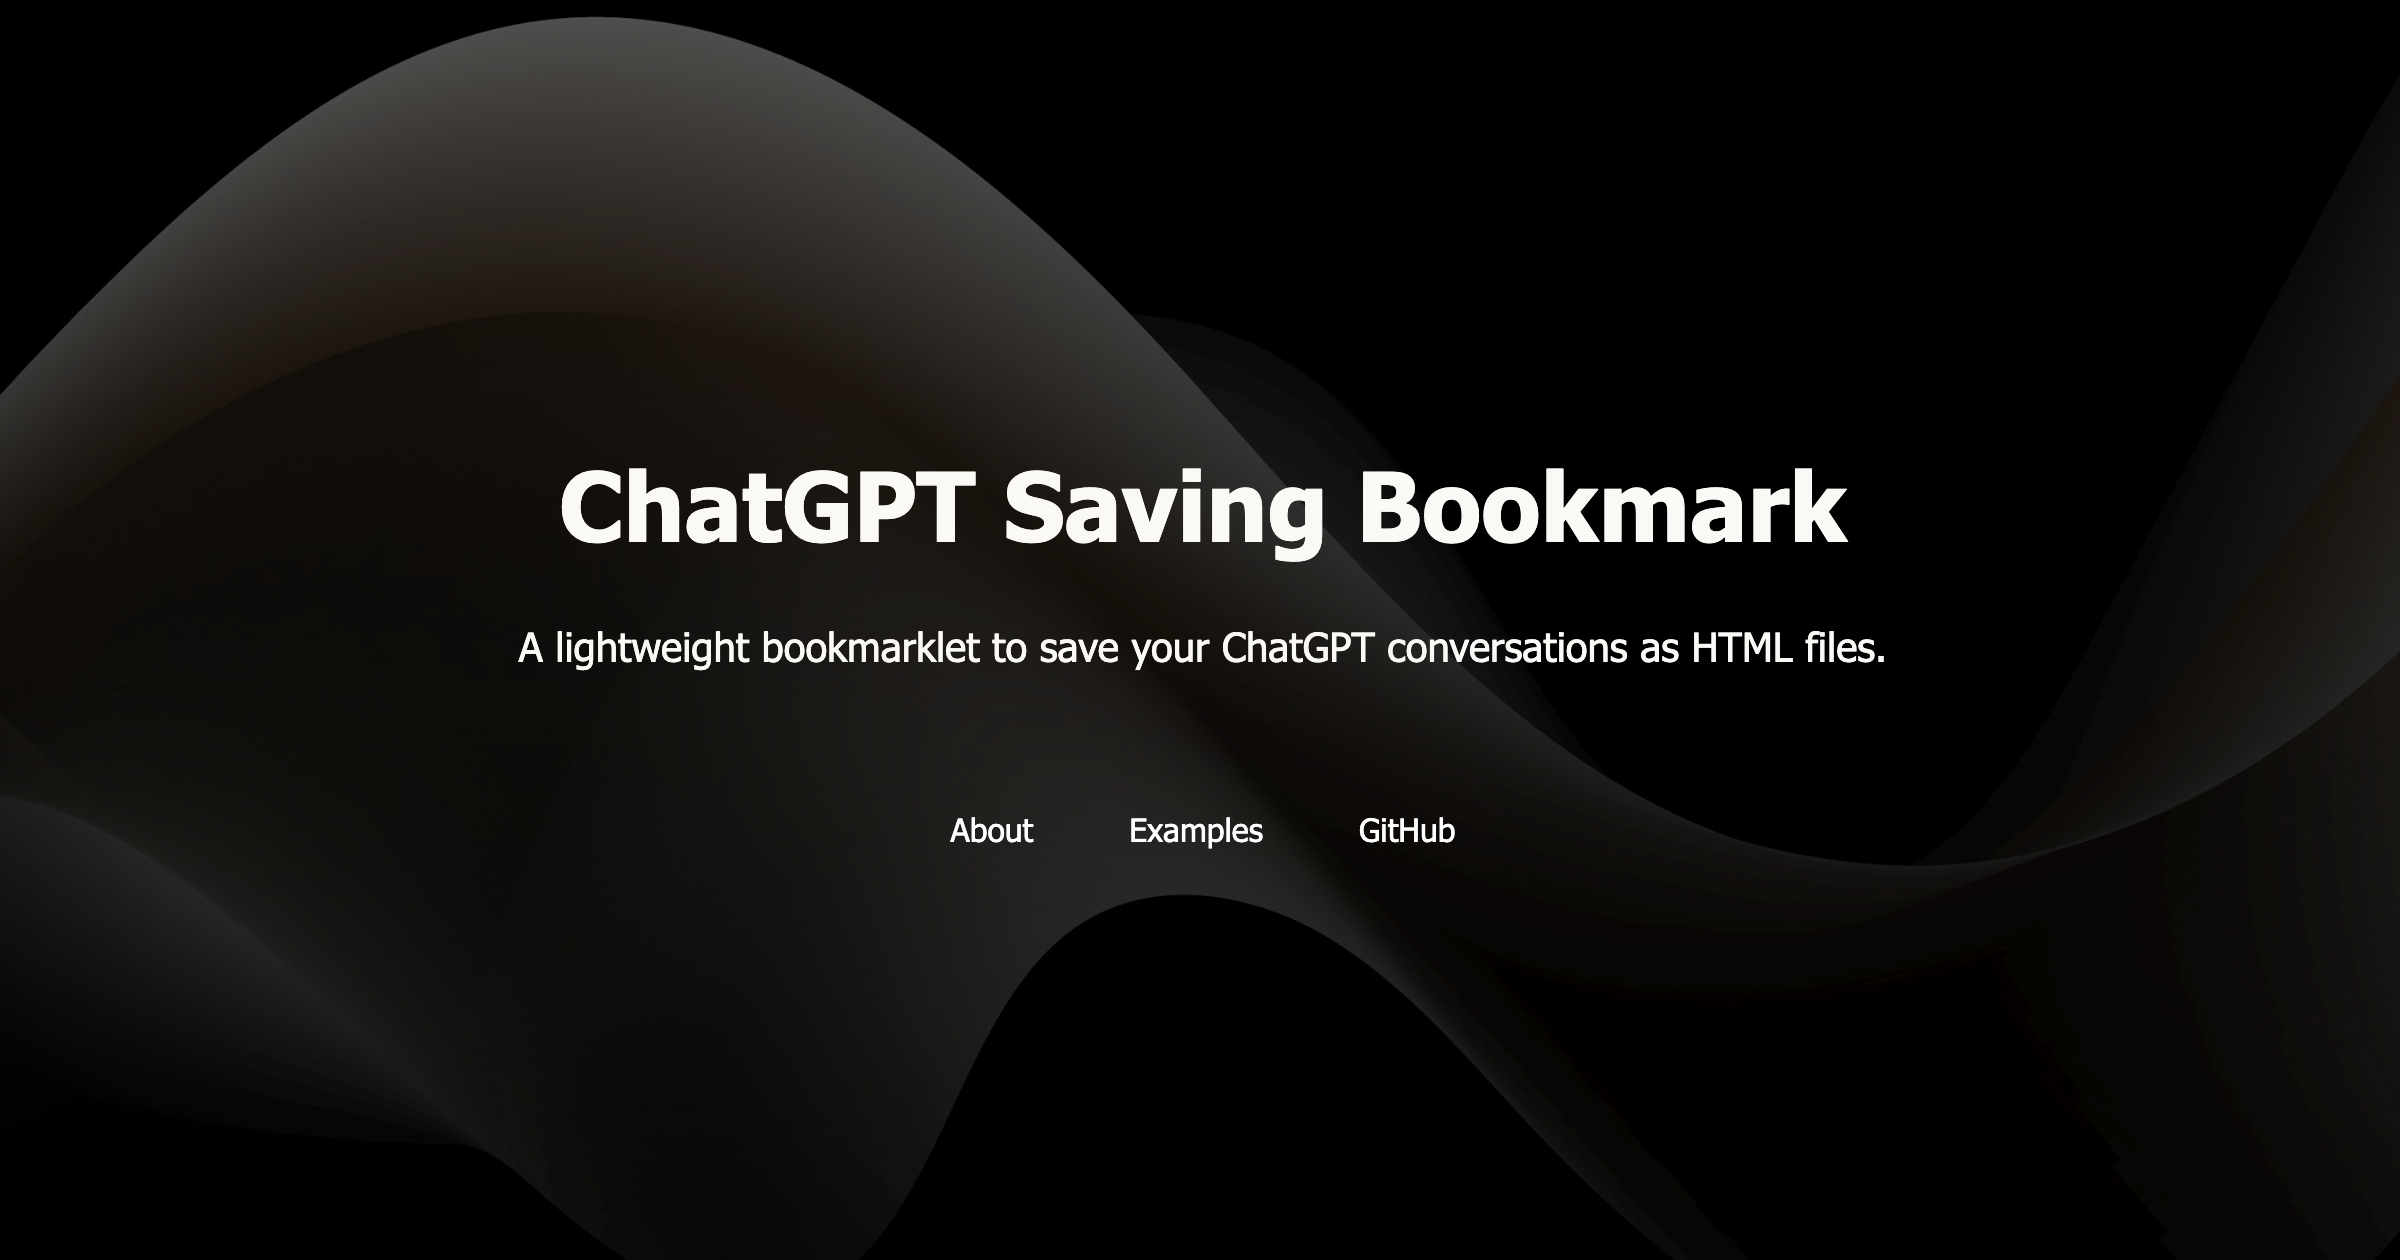 ChatGPT Saving Bookmark
A lightweight bookmarklet to save your ChatGPT conversations as HTML files.
About Examples GitHub